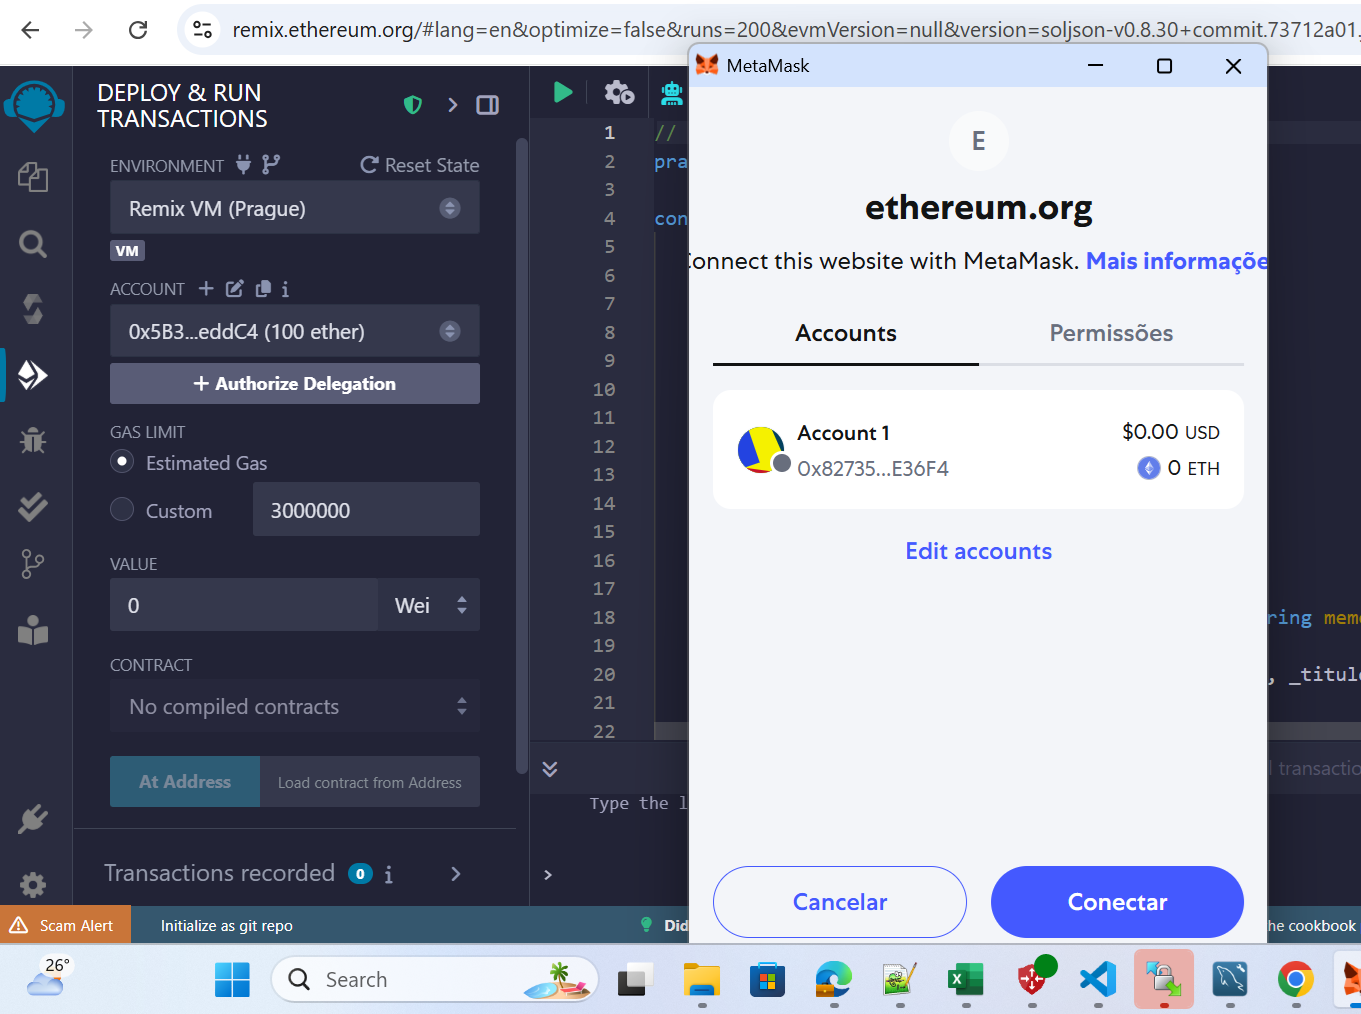 remix.ethereum.org/#lang=en&optimize=false&runs=200&evmVersion=null&version=soljson-v0.8.30+commit.73712a01.
DEPLOY & RUN
TRANSACTIONS
ENVIRONMENT
Reset State
Remix VM (Prague)
VM
ACCOUNT
0x5B3...eddC4 (100 ether)
+ Authorize Delegation
GAS LIMIT
Estimated Gas
Custom
3000000
VALUE
0
Wei
CONTRACT
No compiled contracts
At Address
Load contract from Address
Transactions recorded 0 i
1 //
2 pra
3
4 con
5
6
7
8
9
10
11
12
13
14
15
16
17
18 ring mem
19
20 , _titul
21
22
transactio
Type the l
>
MetaMask
E
ethereum.org
Connect this website with MetaMask. Mais informaçõe
Accounts
Permissões
Account 1
0x82735...E36F4
$0.00 USD
0 ETH
Edit accounts
Cancelar
Conectar
Scam Alert
Initialize as git repo
Did
he cookbook
26°
Search